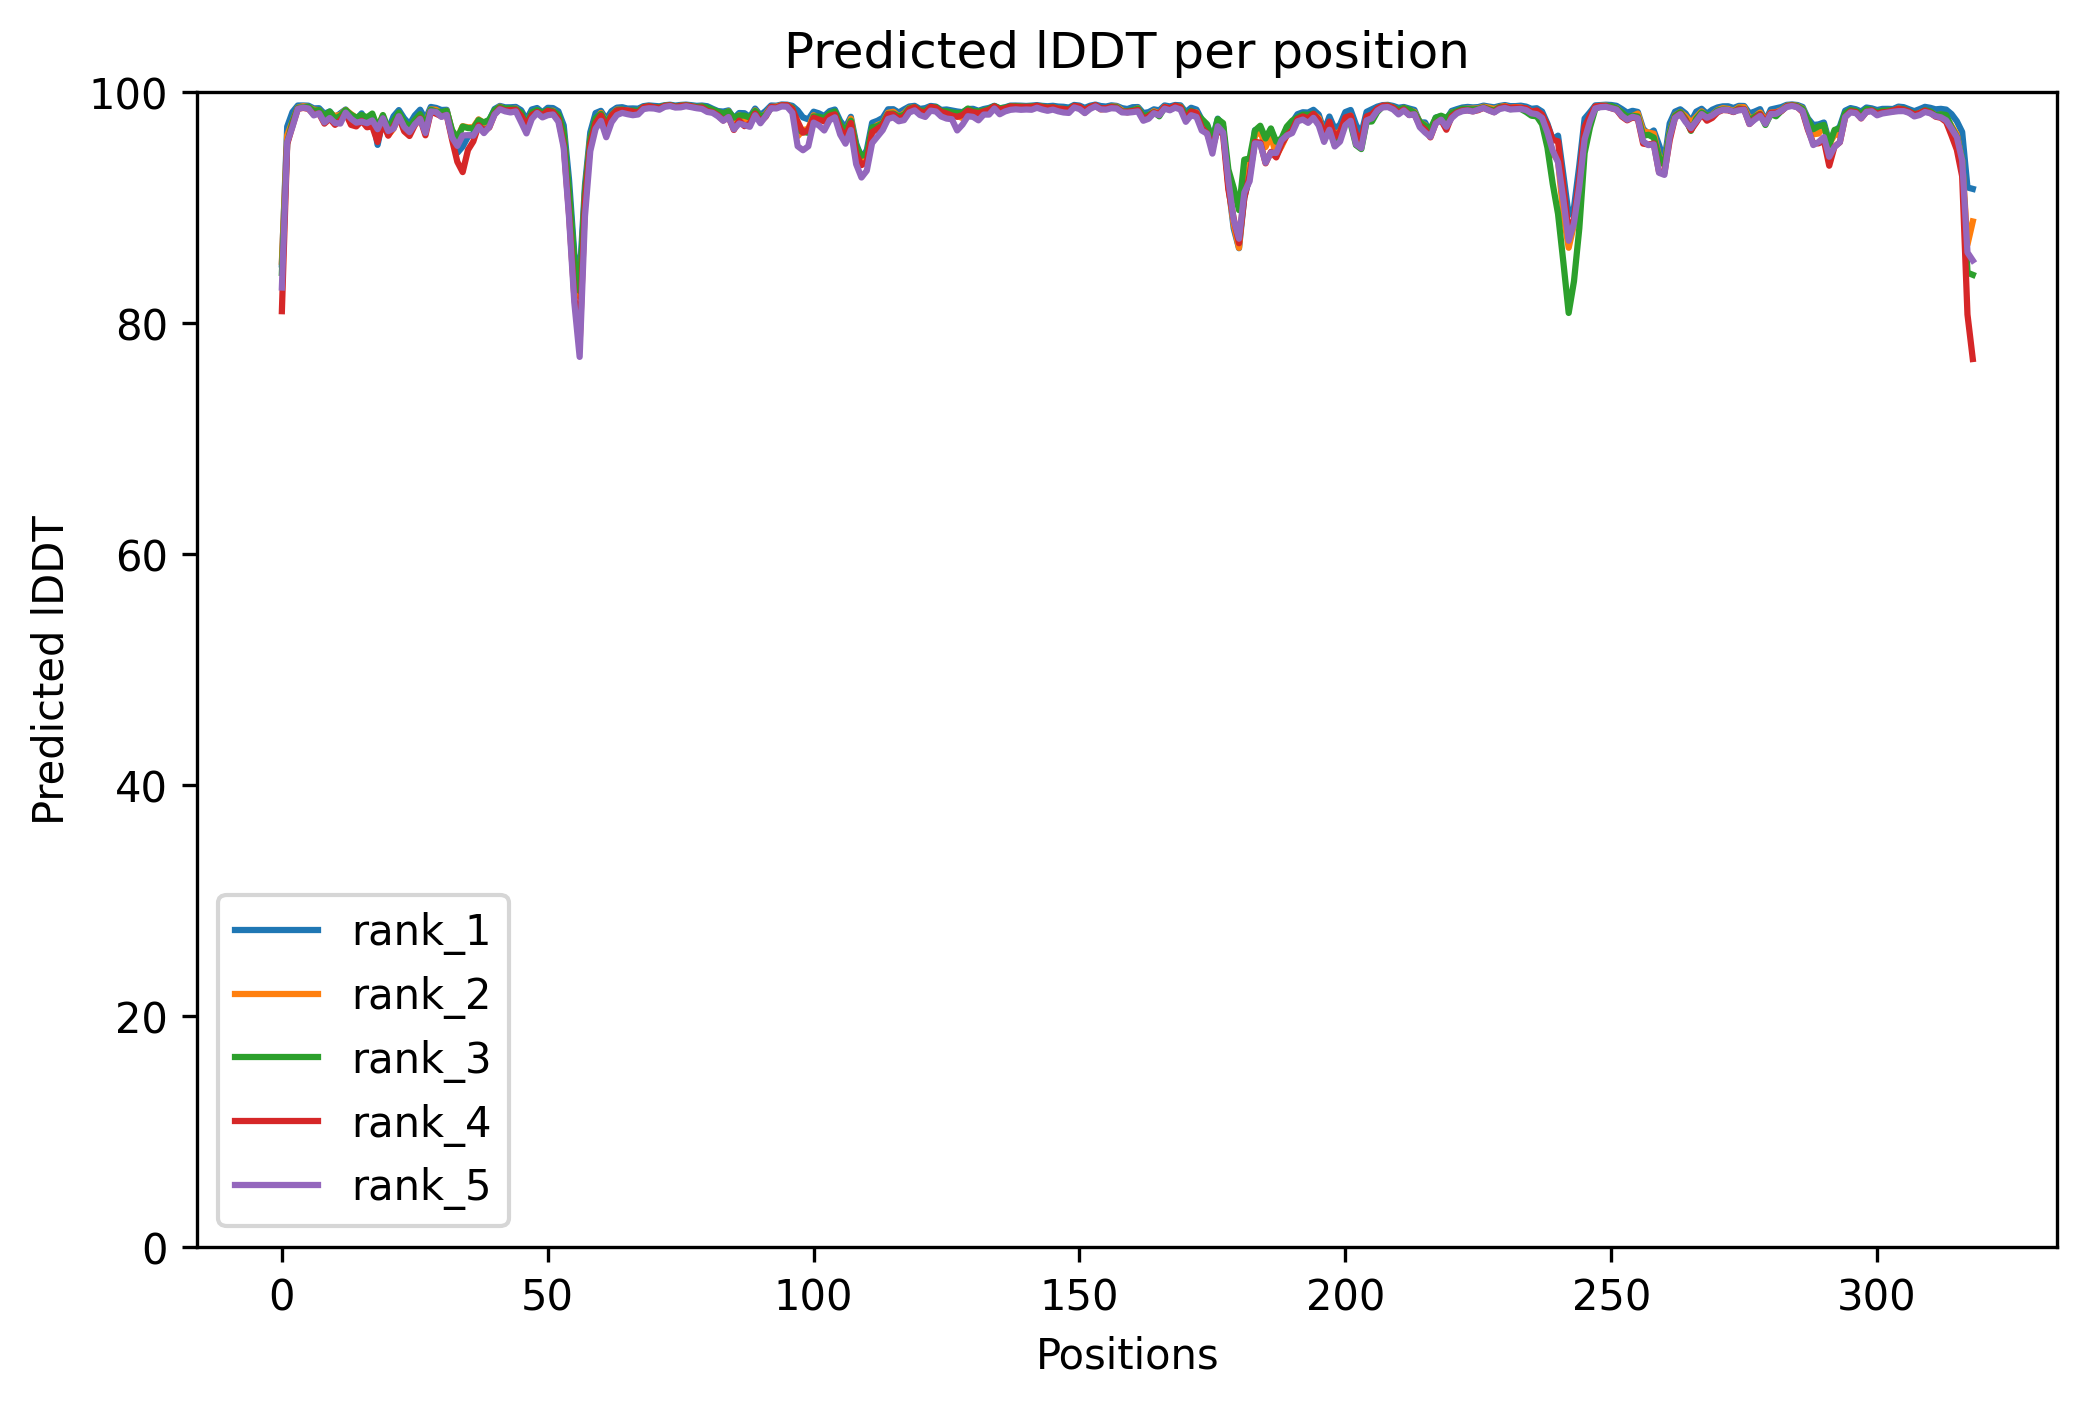 Predicted lDDT per position
100
80
60
40
20
0
Predicted lDDT
rank_1
rank_2
rank_3
rank_4
rank_5
0 50 100 150 200 250 300
Positions